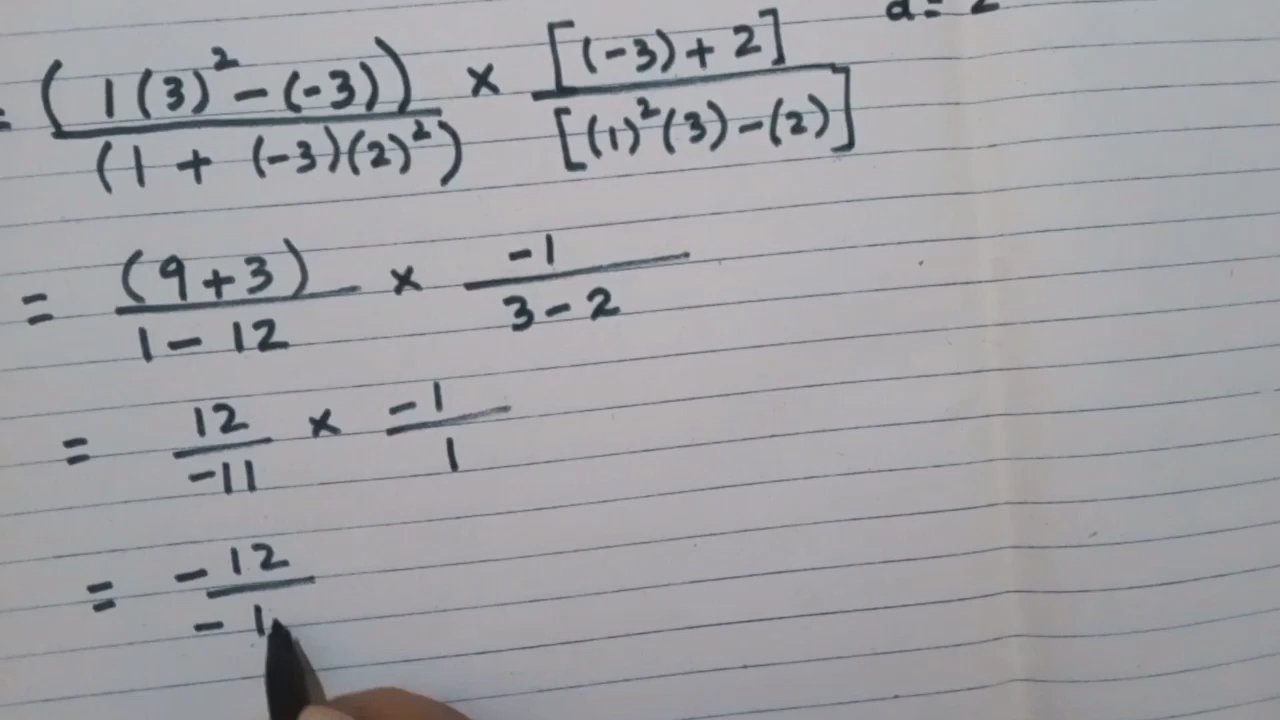 d = 2
= (1(3)² - (-3)) / (1 + (-3)(2)²) × [(-3) + 2] / [(1)²(3) - (2)]
= (9 + 3) / 1 - 12 × -1 / 3 - 2
= 12 / -11 × -1 / 1
= -12 / -1